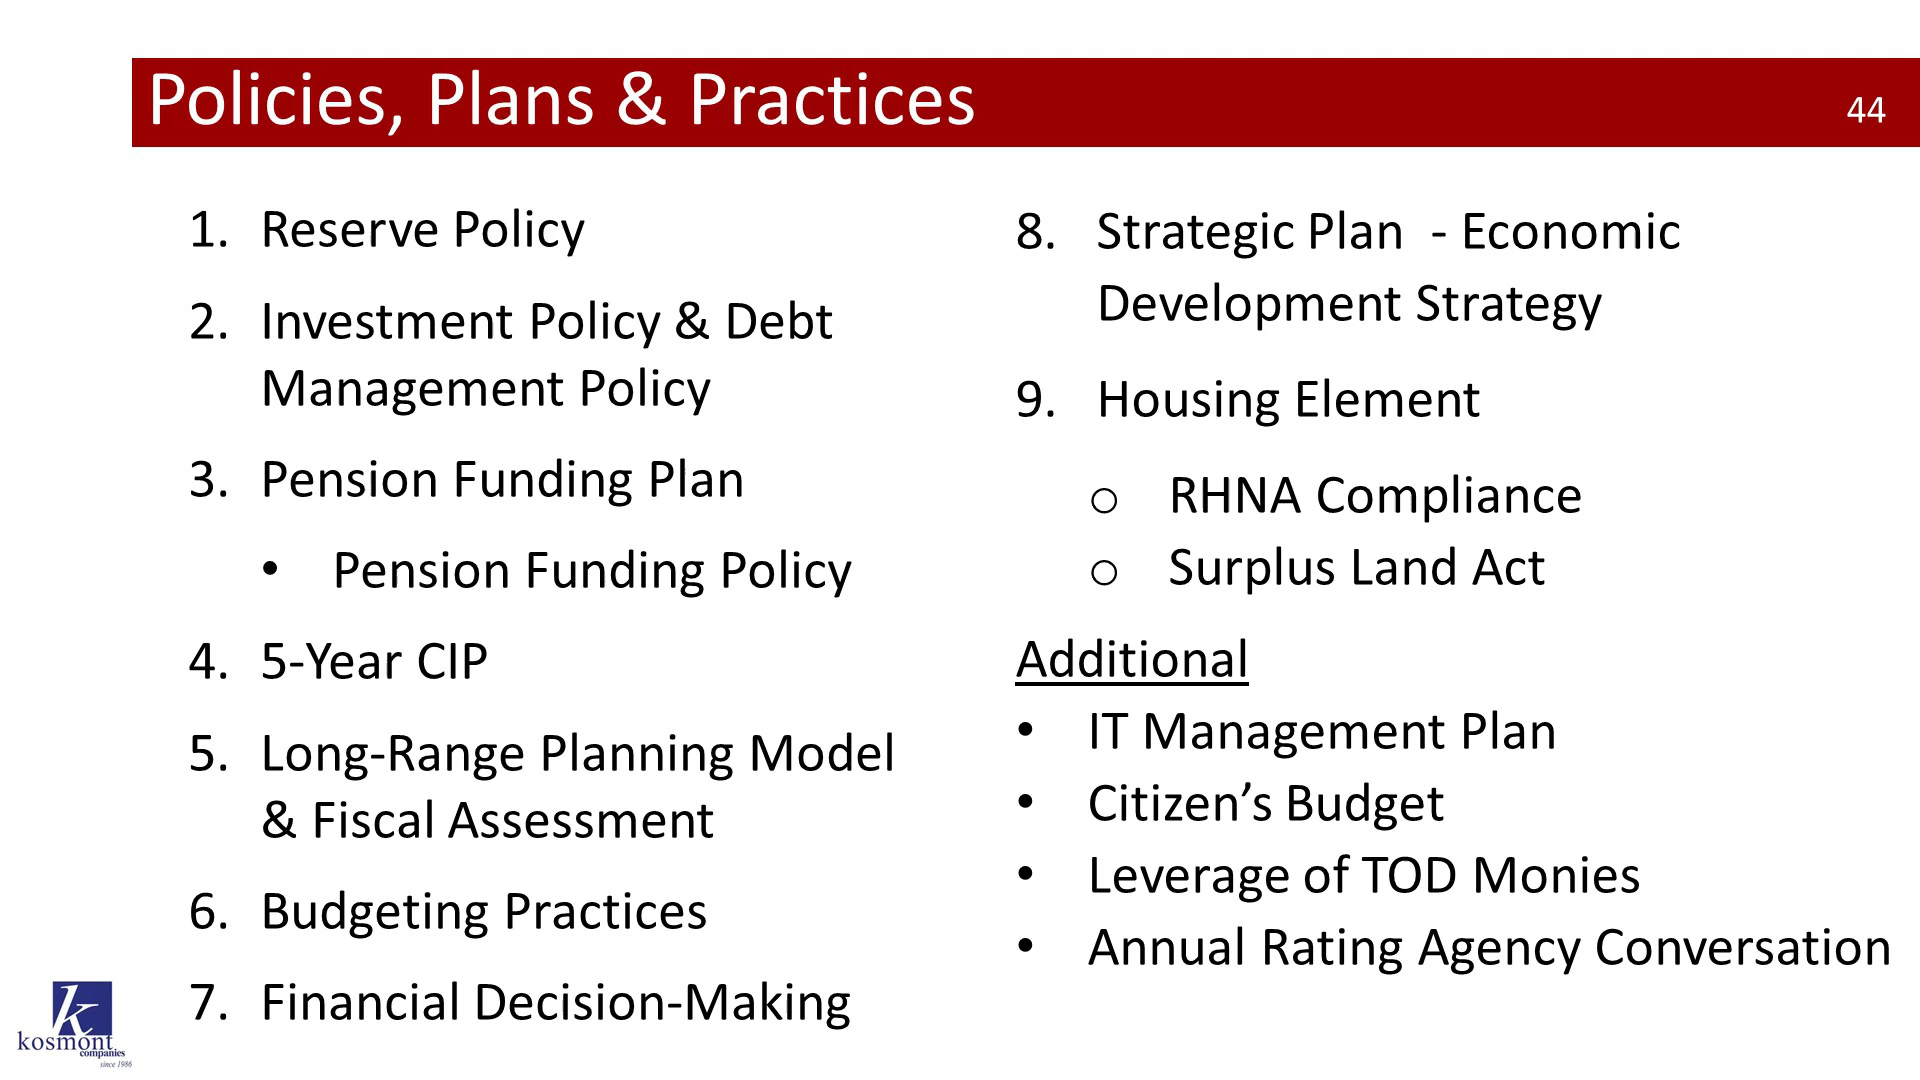 Policies, Plans & Practices
44
1. Reserve Policy
2. Investment Policy & Debt
Management Policy
3. Pension Funding Plan
• Pension Funding Policy
4. 5-Year CIP
5. Long-Range Planning Model
& Fiscal Assessment
6. Budgeting Practices
7. Financial Decision-Making
8. Strategic Plan - Economic
Development Strategy
9. Housing Element
o RHNA Compliance
o Surplus Land Act
Additional
• IT Management Plan
• Citizen’s Budget
• Leverage of TOD Monies
• Annual Rating Agency Conversation
k
kosmont
companies
since 1986